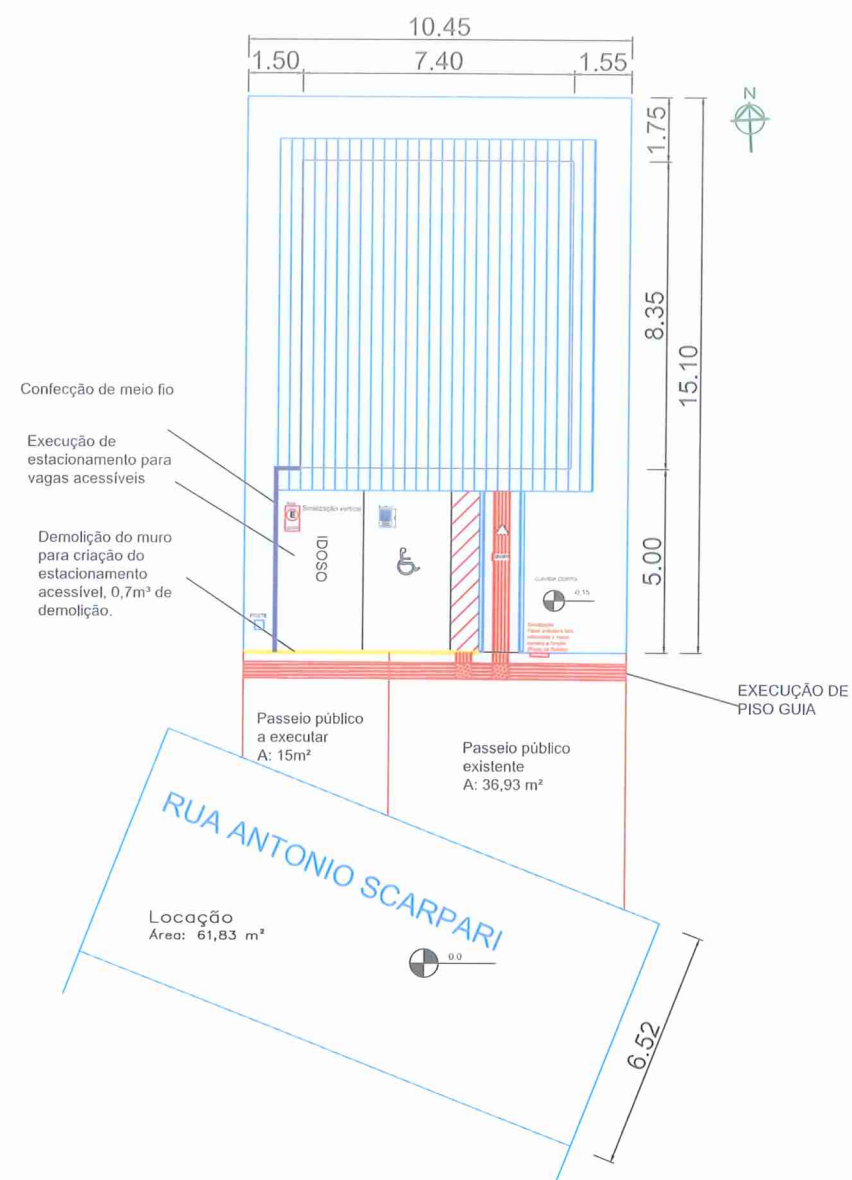 10.45
1.50
7.40
1.55
N
1.75
8.35
15.10
5.00
Confecção de meio fio
Execução de
estacionamento para
vagas acessíveis
Demolição do muro
para criação do
estacionamento
acessível, 0,7m³ de
demolição.
E
Sinalização vertical
IDOSO
POSTE
0,15
EXECUÇÃO DE
PISO GUIA
Passeio público
a executar
A: 15m²
Passeio público
existente
A: 36,93 m²
RUA ANTONIO SCARPARI
Locação
Área: 61,83 m²
0.0
6.52